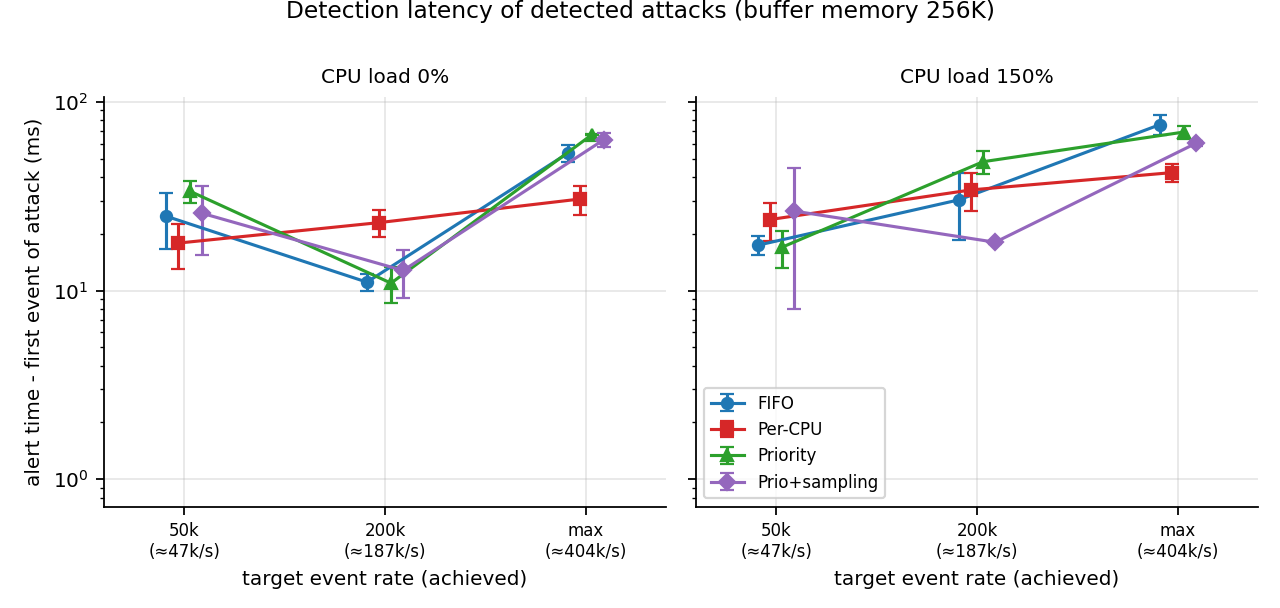 Detection latency of detected attacks (buffer memory 256K)
CPU load 0%
CPU load 150%
alert time - first event of attack (ms)
10²
10¹
10⁰
FIFO
Per-CPU
Priority
Prio+sampling
50k
(≈47k/s)
200k
(≈187k/s)
max
(≈404k/s)
50k
(≈47k/s)
200k
(≈187k/s)
max
(≈404k/s)
target event rate (achieved)
target event rate (achieved)